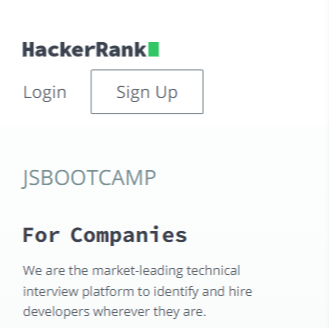 HackerRank
Login Sign Up
JSBOOTCAMP
For Companies
We are the market-leading technical
interview platform to identify and hire
developers wherever they are.